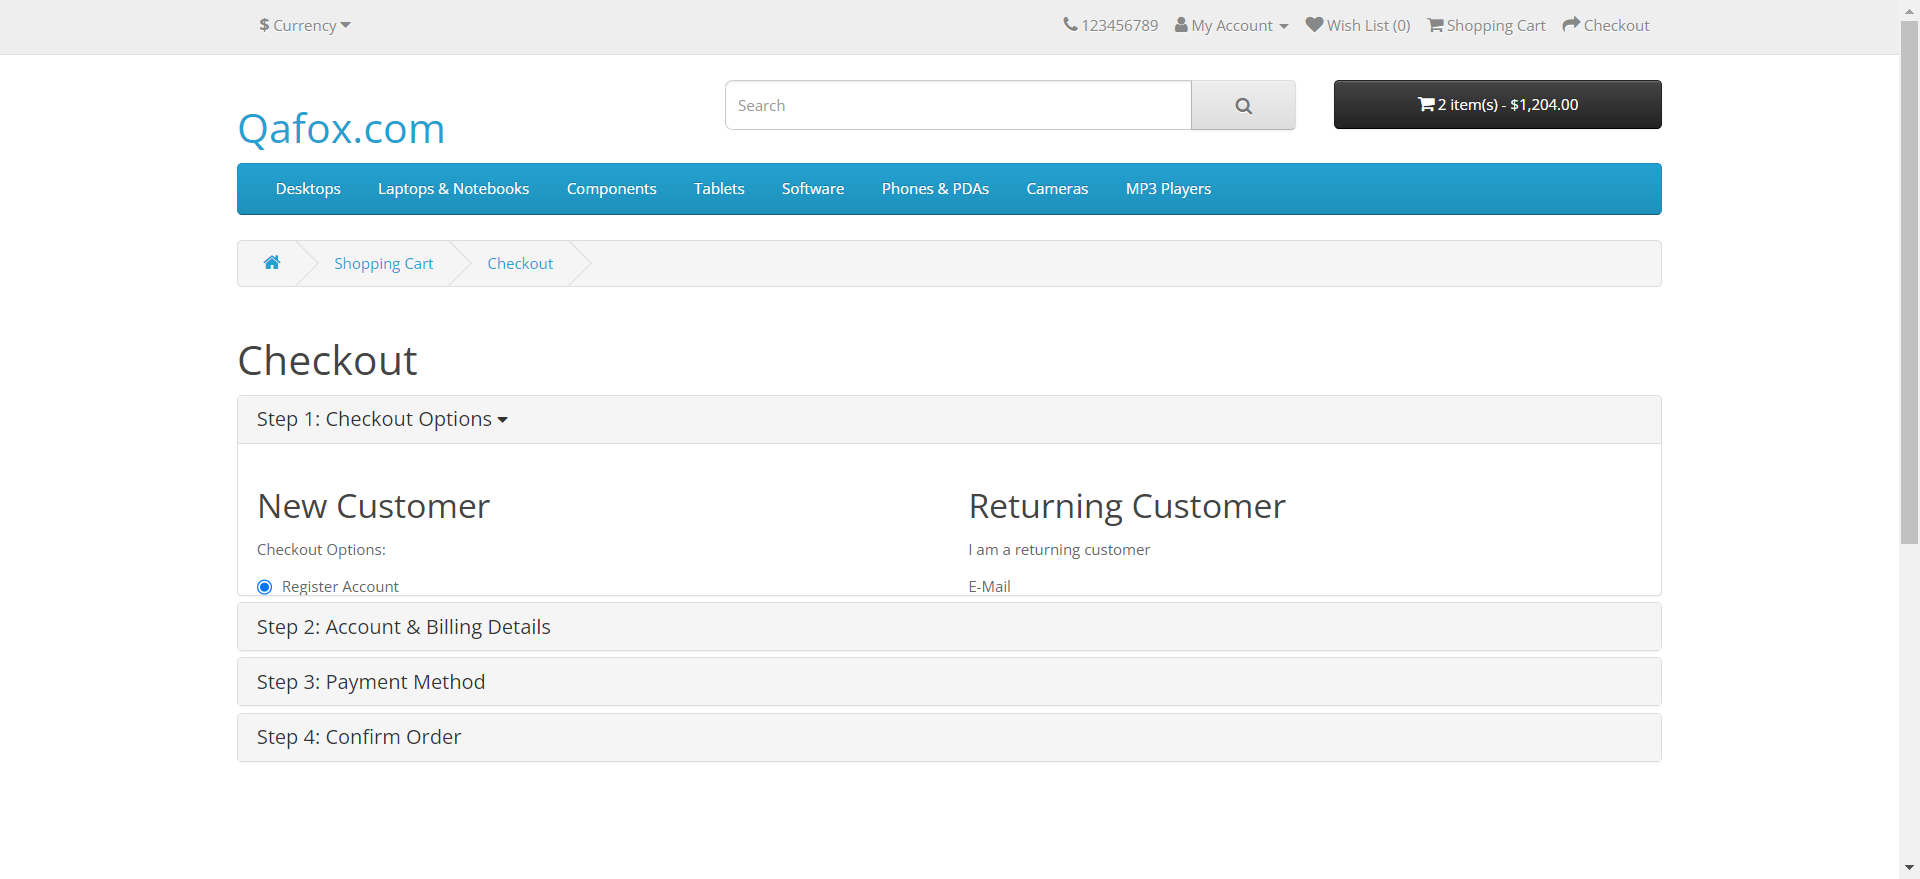 $ Currency
123456789 My Account Wish List (0) Shopping Cart Checkout
Qafox.com
Search
2 item(s) - $1,204.00
Desktops Laptops & Notebooks Components Tablets Software Phones & PDAs Cameras MP3 Players
Shopping Cart Checkout
Checkout
Step 1: Checkout Options
New Customer
Checkout Options:
Register Account
Returning Customer
I am a returning customer
E-Mail
Step 2: Account & Billing Details
Step 3: Payment Method
Step 4: Confirm Order